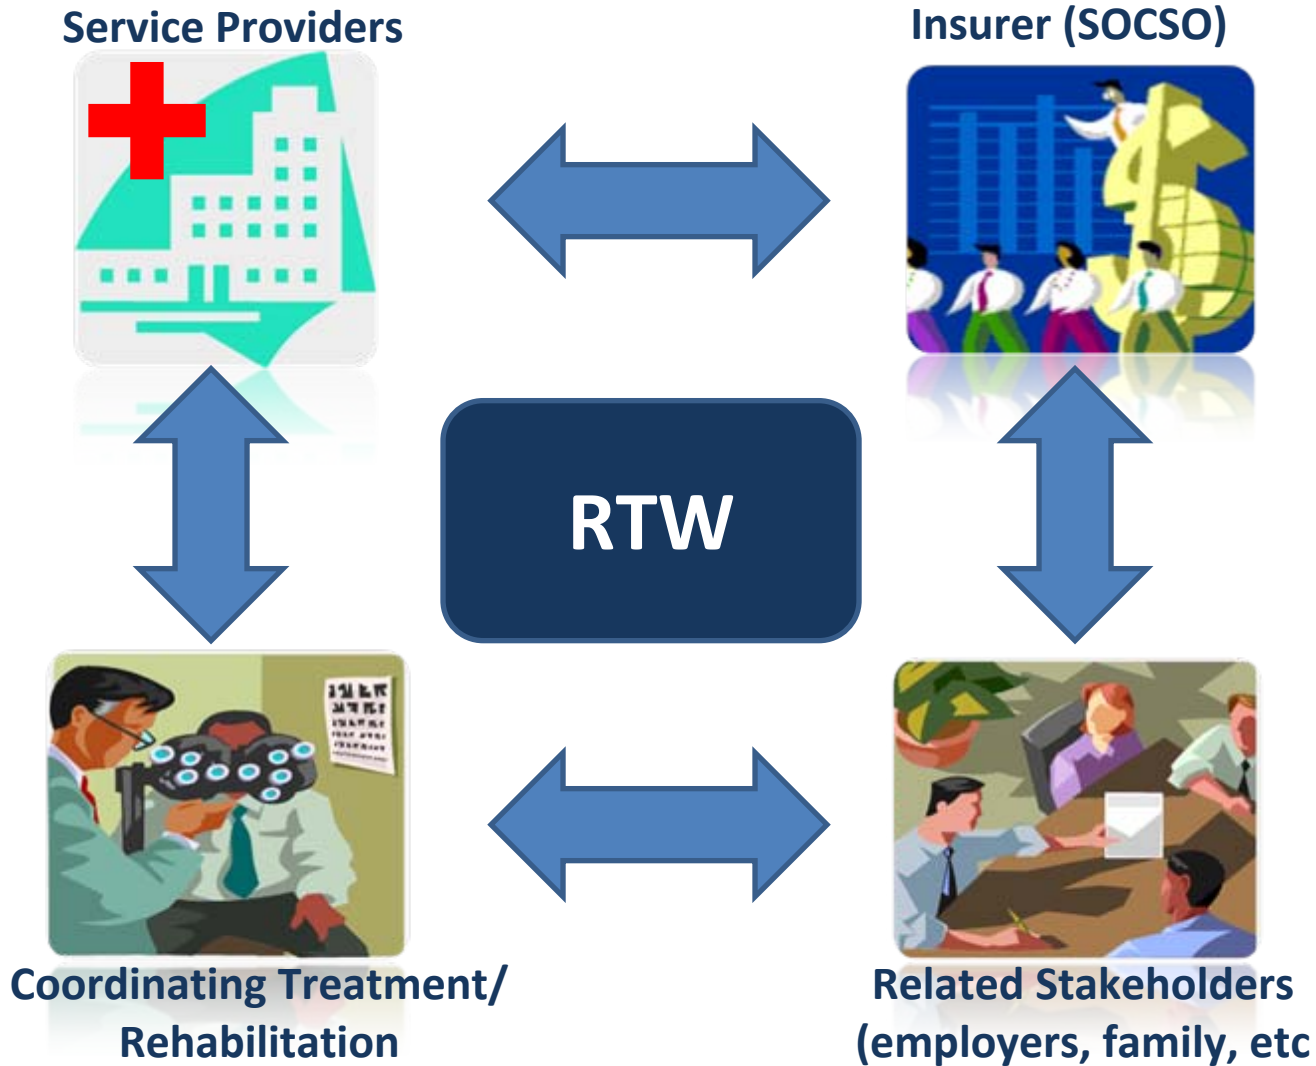 Service Providers
Insurer (SOCSO)
RTW
Coordinating Treatment/
Rehabilitation
Related Stakeholders
(employers, family, etc